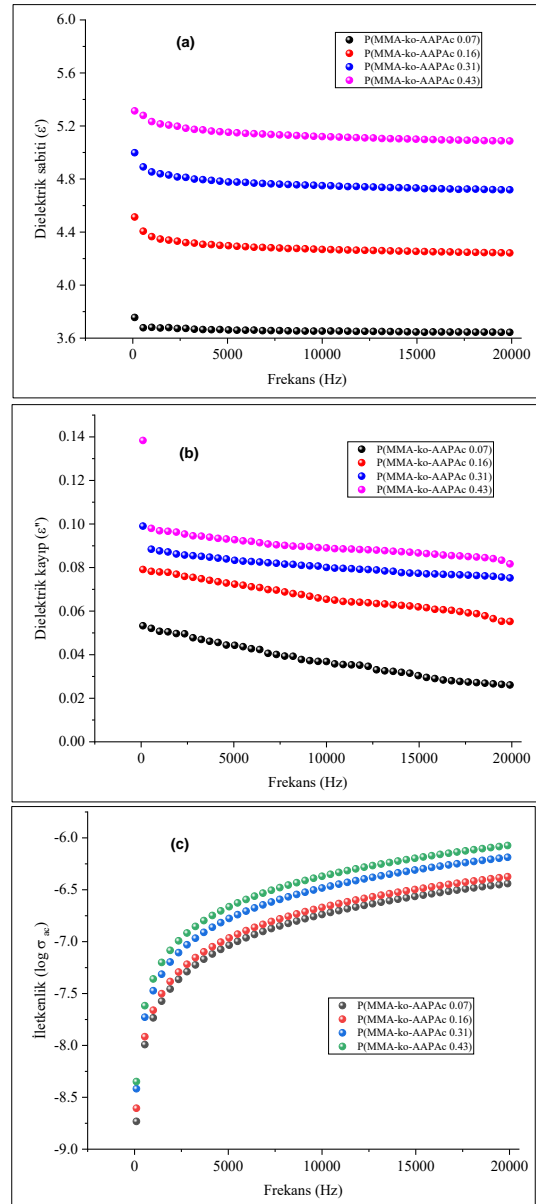 (a)
P(MMA-ko-AAPAc 0.07)
P(MMA-ko-AAPAc 0.16)
P(MMA-ko-AAPAc 0.31)
P(MMA-ko-AAPAc 0.43)
Dielektrik sabiti (ε')
6.0
5.6
5.2
4.8
4.4
4.0
3.6
0 5000 10000 15000 20000
Frekans (Hz)
(b)
P(MMA-ko-AAPAc 0.07)
P(MMA-ko-AAPAc 0.16)
P(MMA-ko-AAPAc 0.31)
P(MMA-ko-AAPAc 0.43)
Dielektrik kayıp (ε'')
0.14
0.12
0.10
0.08
0.06
0.04
0.02
0.00
0 5000 10000 15000 20000
Frekans (Hz)
(c)
P(MMA-ko-AAPAc 0.07)
P(MMA-ko-AAPAc 0.16)
P(MMA-ko-AAPAc 0.31)
P(MMA-ko-AAPAc 0.43)
İletkenlik (log σ ac)
-6.0
-6.5
-7.0
-7.5
-8.0
-8.5
-9.0
0 5000 10000 15000 20000
Frekans (Hz)